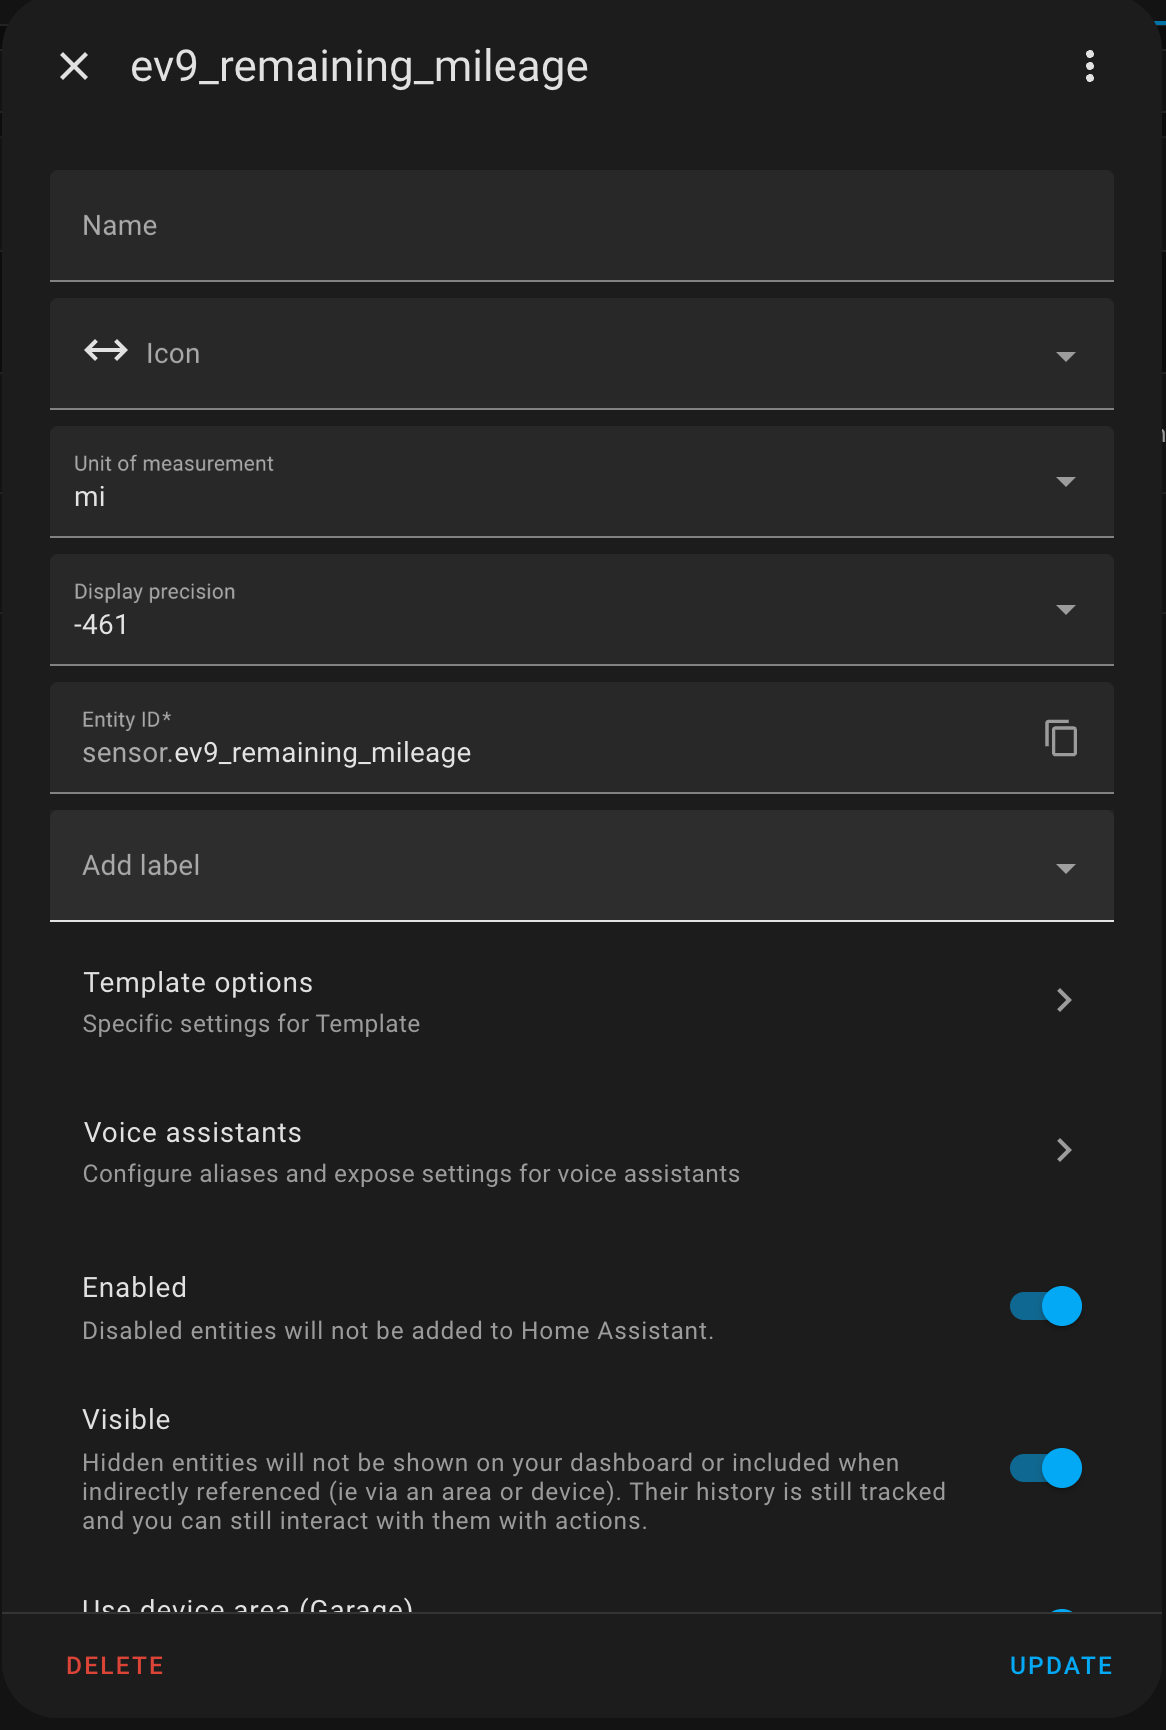 ev9_remaining_mileage
Name
Icon
Unit of measurement
mi
Display precision
-461
Entity ID*
sensor.ev9_remaining_mileage
Add label
Template options
Specific settings for Template
Voice assistants
Configure aliases and expose settings for voice assistants
Enabled
Disabled entities will not be added to Home Assistant.
Visible
Hidden entities will not be shown on your dashboard or included when
indirectly referenced (ie via an area or device). Their history is still tracked
and you can still interact with them with actions.
Use device area (Garage)
DELETE
UPDATE